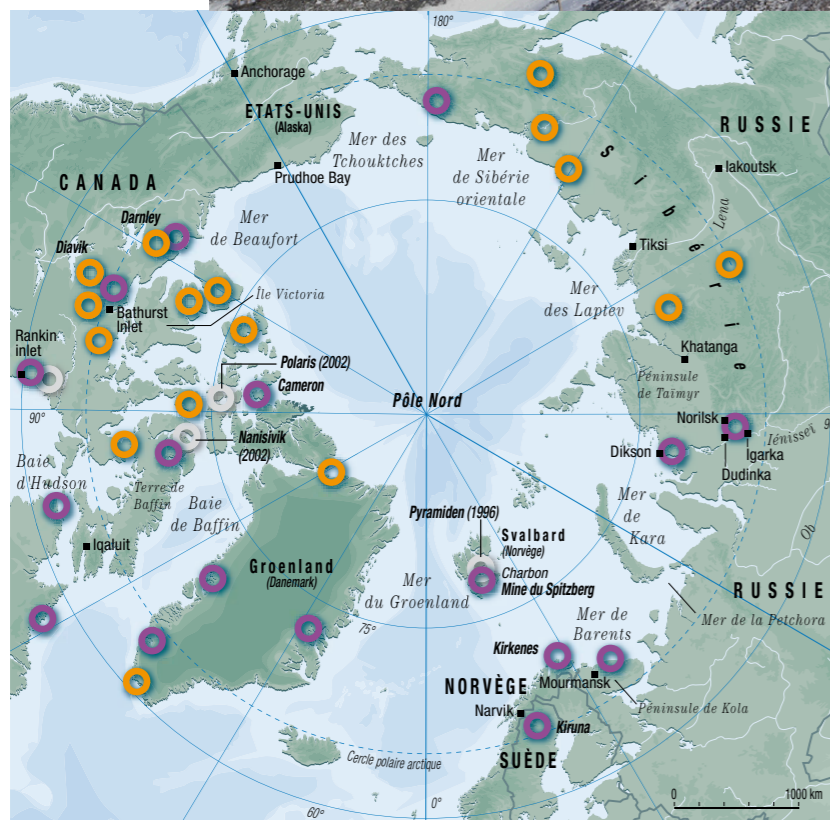 180°
Anchorage
ETATS-UNIS
(Alaska)
RUSSIE
Mer des
Tchouktches
Mer
de Sibérie
orientale
Sibérie
Iakoutsk
Prudhoe Bay
CANADA
Lena
Darnley
Mer
de Beaufort
Diavik
Tiksi
Île Victoria
Mer
des Laptev
Bathurst
Inlet
Rankin
inlet
Khatanga
Polaris (2002)
Péninsule
de Taïmyr
Cameron
Pôle Nord
90°
Norilsk
9
Iénisseï
Nanisivik
(2002)
Igarka
Dikson
Dudinka
Baie
d'Hudson
Terre de
Baffin
Baie
de Baffin
Mer
de
Kara
Pyramiden (1996)
Ob
Svalbard
(Norvège)
Iqaluit
Groenland
(Danemark)
Charbon
Mine du Spitzberg
Mer
du Groenland
RUSSIE
Mer de
Barents
Mer de la Petchora
75°
Kirkenes
Mourmansk
NORVÈGE
Péninsule de Kola
Narvik
Kiruna
SUÈDE
Cercle polaire arctique
60°
0°
0
1000 km